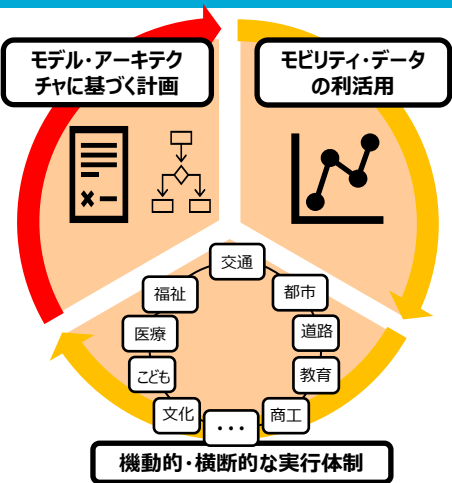 モデル・アーキテク
チャに基づく計画
モビリティ・データ
の利活用
交通
福祉
都市
医療
道路
こども
教育
文化
・・・
商工
機動的・横断的な実行体制